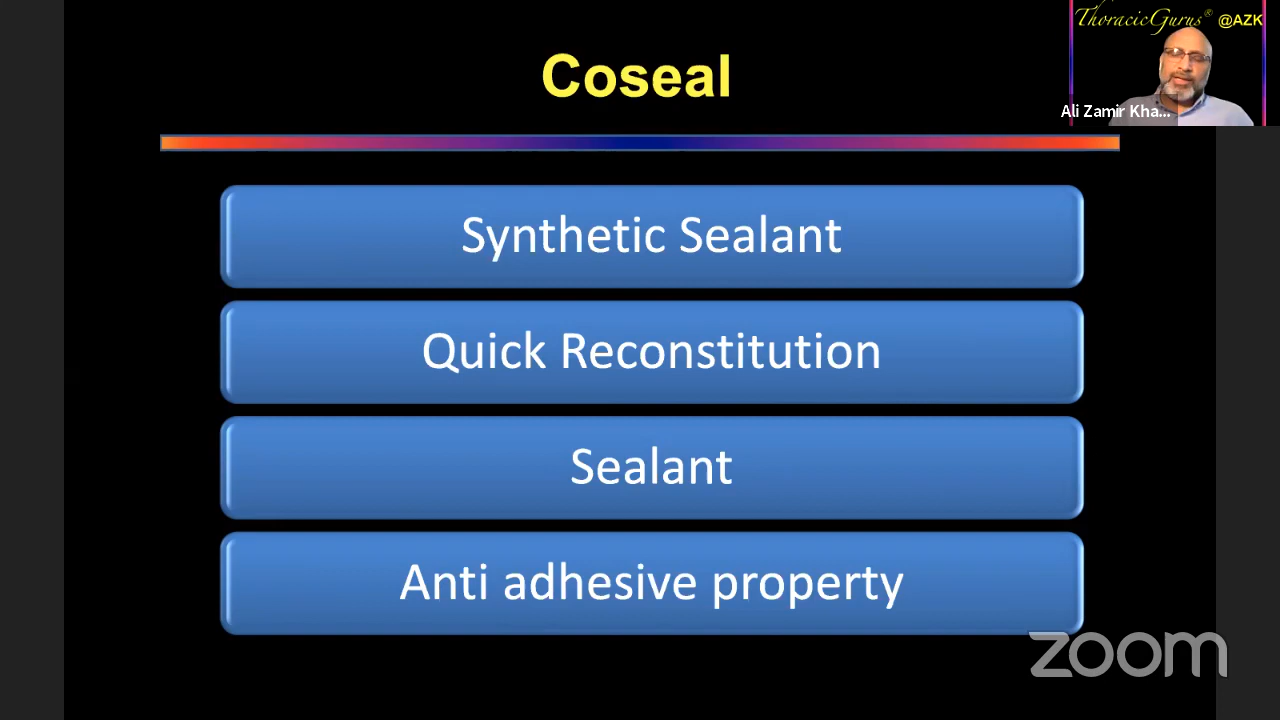 ThoracicGurus® @AZK
Coseal
Ali Zamir Kha...
Synthetic Sealant
Quick Reconstitution
Sealant
Anti adhesive property
zoom